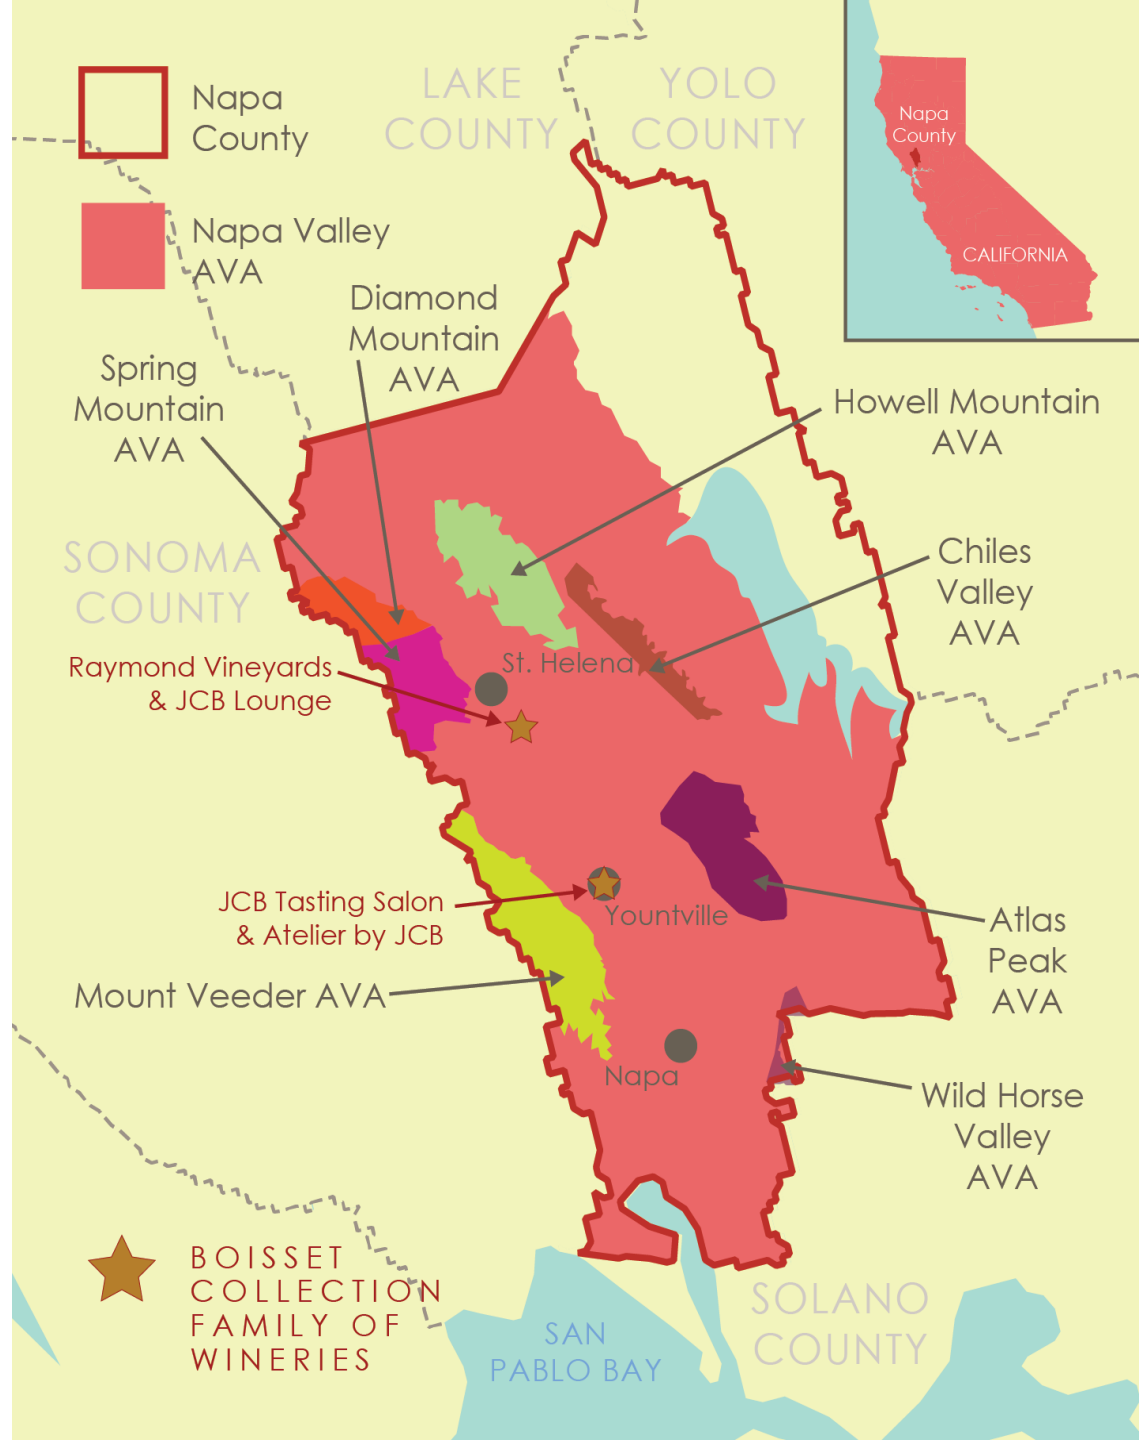 Napa
County
Napa Valley
AVA
LAKE
COUNTY
YOLO
COUNTY
Napa
County
CALIFORNIA
Diamond
Mountain
AVA
Spring
Mountain
AVA
Howell Mountain
AVA
SONOMA
COUNTY
Chiles
Valley
AVA
Raymond Vineyards
& JCB Lounge
St. Helena
JCB Tasting Salon
& Atelier by JCB
Yountville
Atlas
Peak
AVA
Mount Veeder AVA
Napa
Wild Horse
Valley
AVA
BOISSET
COLLECTION
FAMILY OF
WINERIES
SOLANO
COUNTY
SAN
PABLO BAY